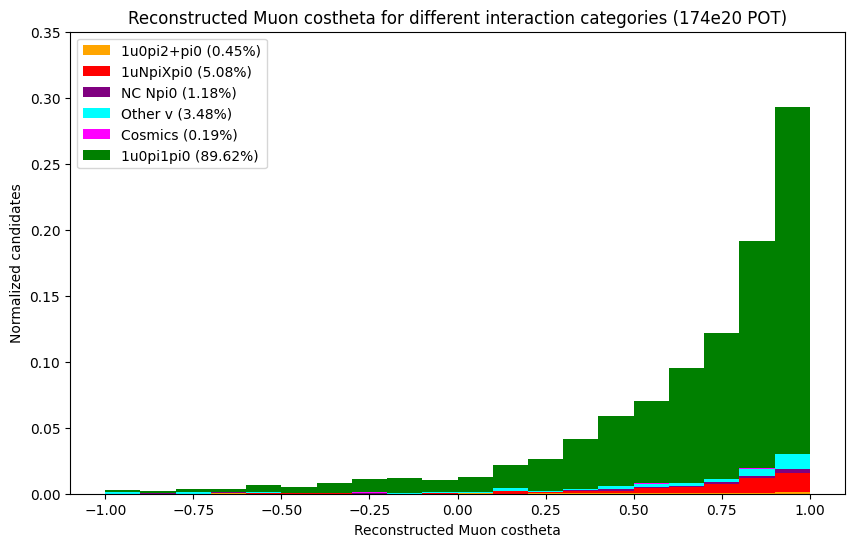 Reconstructed Muon costheta for different interaction categories (174e20 POT)
1u0pi2+pi0 (0.45%)
1uNpiXpi0 (5.08%)
NC Npi0 (1.18%)
Other v (3.48%)
Cosmics (0.19%)
1u0pi1pi0 (89.62%)
Normalized candidates
0.35
0.30
0.25
0.20
0.15
0.10
0.05
0.00
−1.00 −0.75 −0.50 −0.25 0.00 0.25 0.50 0.75 1.00
Reconstructed Muon costheta